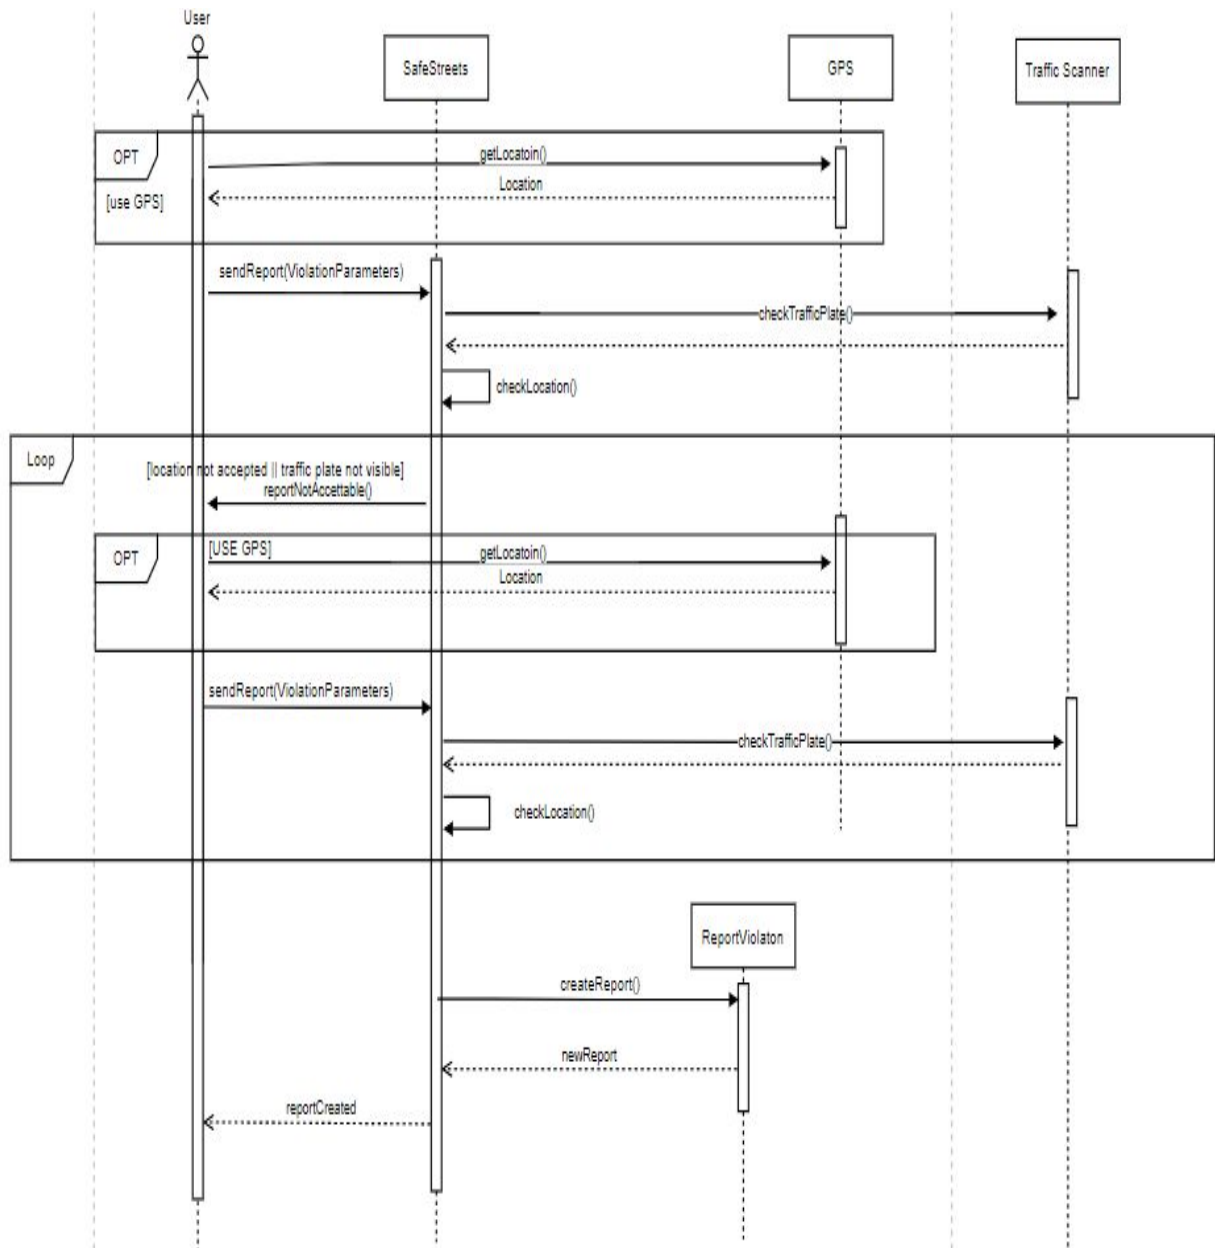 User
SafeStreets
GPS
Traffic Scanner
OPT
getLocatoin()
Location
[use GPS]
sendReport(ViolationParameters)
checkTrafficPlate()
checkLocation()
Loop
[location not accepted || traffic plate not visible]
reportNotAccettable()
OPT
[USE GPS]
getLocatoin()
Location
sendReport(ViolationParameters)
checkTrafficPlate()
checkLocation()
ReportViolaton
createReport()
newReport
reportCreated